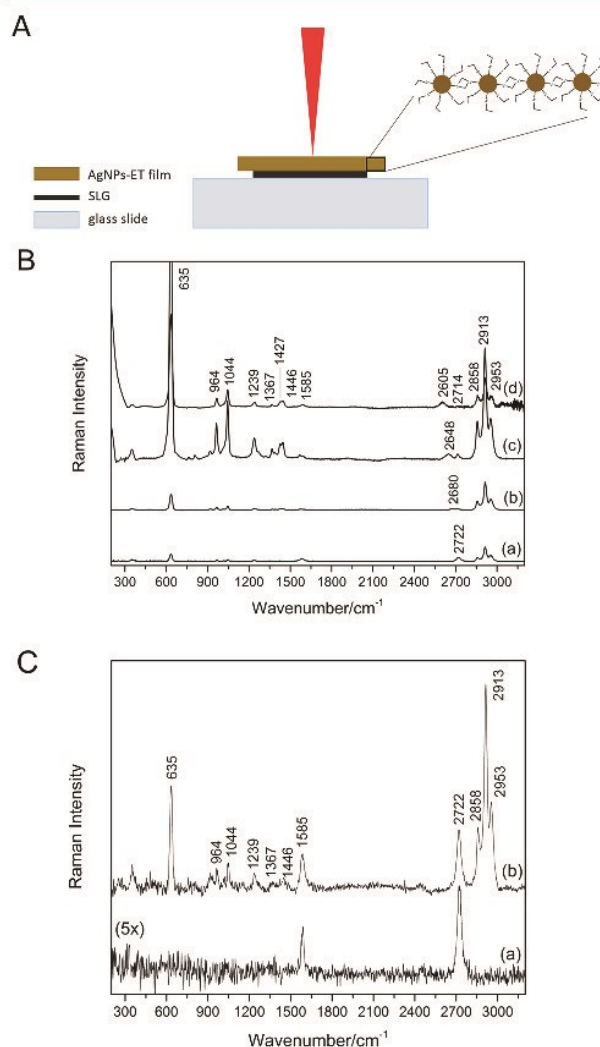 A
AgNPs-ET film
SLG
glass slide
B
Raman Intensity
635
964
1044
1239
1367
1427
1446
1585
2605
2714
2858
2913
2953
(d)
2648
(c)
2680
(b)
2722
(a)
300 600 900 1200 1500 1800 2100 2400 2700 3000
Wavenumber/cm-1
C
Raman Intensity
635
964
1044
1239
1367
1446
1585
2722
2858
2913
2953
(b)
(5x)
(a)
300 600 900 1200 1500 1800 2100 2400 2700 3000
Wavenumber/cm-1